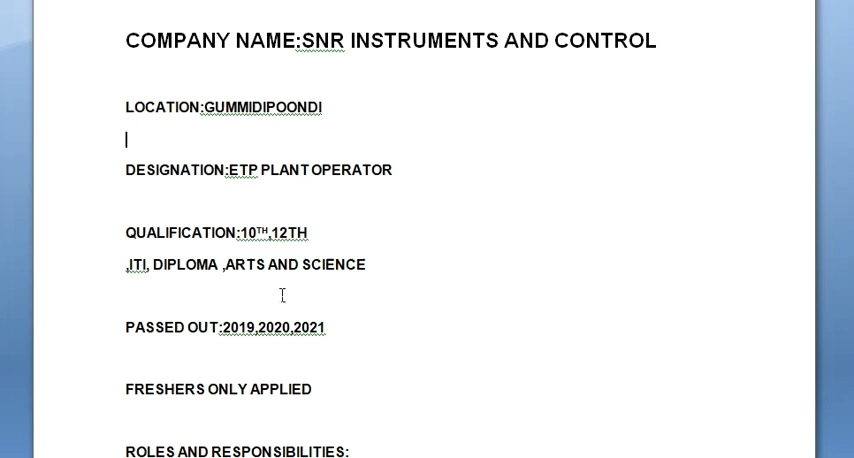 COMPANY NAME:SNR INSTRUMENTS AND CONTROL
LOCATION:GUMMIDIPOONDI
DESIGNATION:ETP PLANT OPERATOR
QUALIFICATION:10TH,12TH
,ITI, DIPLOMA ,ARTS AND SCIENCE
PASSED OUT:2019,2020,2021
FRESHERS ONLY APPLIED
ROLES AND RESPONSIBILITIES: